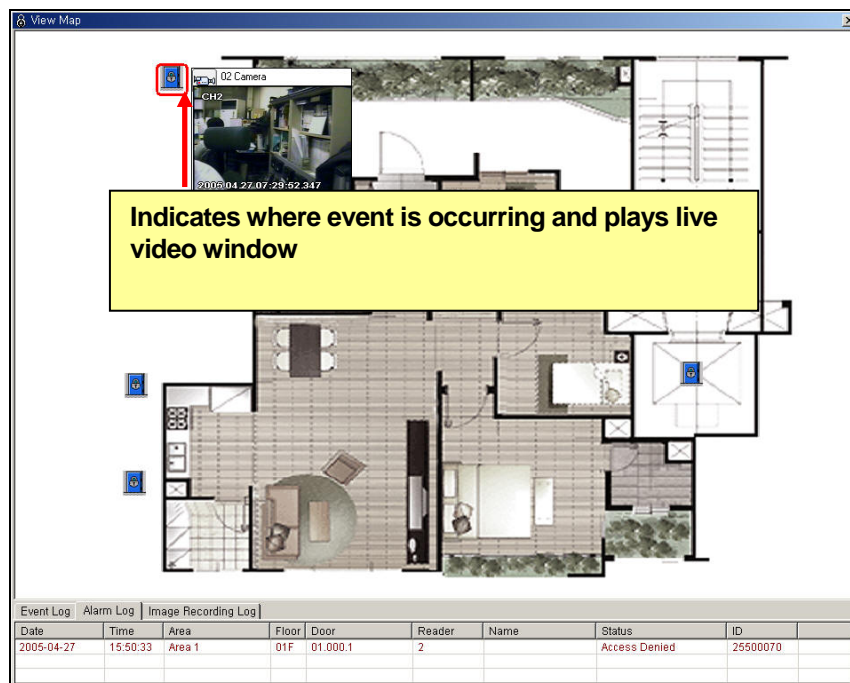 View Map
02 Camera
CH2
2005.04.27.07:29:52.347
Indicates where event is occurring and plays live
video window
Event Log Alarm Log Image Recording Log
Date Time Area Floor Door Reader Name Status ID
2005-04-27 15:50:33 Area 1 01F 01.000.1 2 Access Denied 25500070